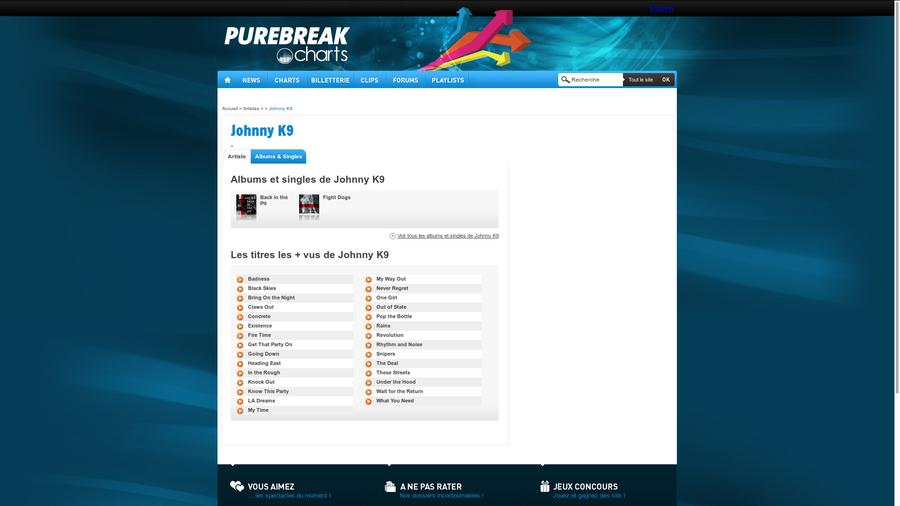 PUREBREAK
charts
NEWS
CHARTS
BILLETTERIE
CLIPS
FORUMS
PLAYLISTS
Recherche
Tout le site
OK
Accueil > Artistes > > Johnny K9
Johnny K9
Artiste
Albums & Singles
Albums et singles de Johnny K9
Back in the
Pit
Fight Dogs
Voir tous les albums et singles de Johnny K9
Les titres les + vus de Johnny K9
Badness
Black Skies
Bring On the Night
Claws Out
Concrete
Existence
Fire Time
Get That Party On
Going Down
Heading East
In the Rough
Knock Out
Know This Party
LA Dreams
My Time
My Way Out
Never Regret
One Girl
Out of State
Pop the Bottle
Rains
Revolution
Rhythm and Noise
Snipers
The Deal
These Streets
Under the Hood
Wait for the Return
What You Need
VOUS AIMEZ
... les spectacles du moment !
A NE PAS RATER
Nos dossiers incontournables !
JEUX CONCOURS
Jouez et gagnez des lots !